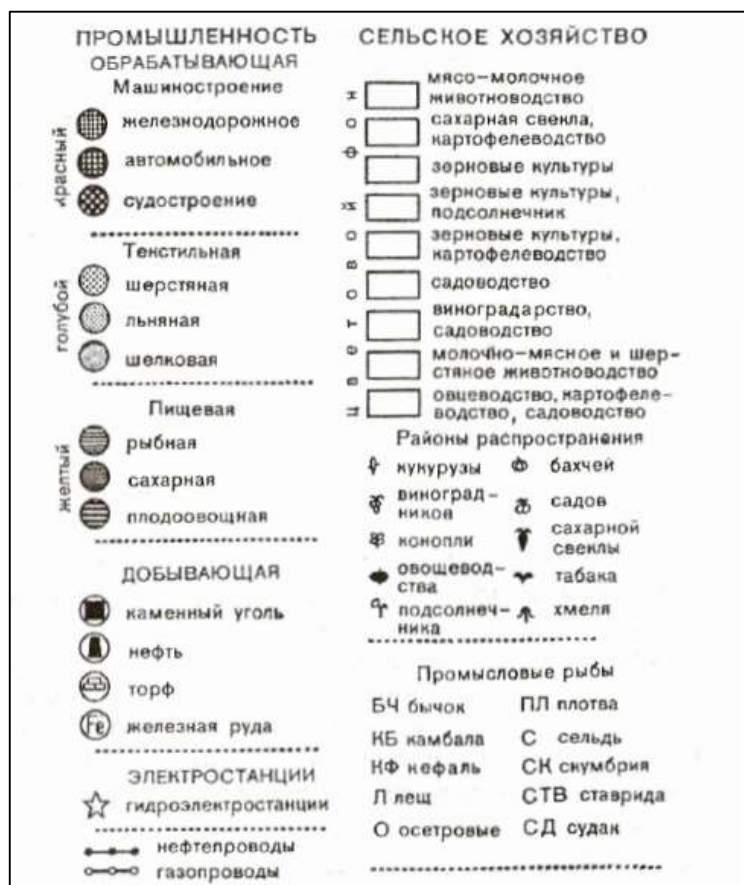 ПРОМЫШЛЕННОСТЬ
ОБРАБАТЫВАЮЩАЯ
Машиностроение
красный
железнодорожное
автомобильное
судостроение
Текстильная
голубой
шерстяная
льняная
шелковая
Пищевая
желтый
рыбная
сахарная
плодоовощная
ДОБЫВАЮЩАЯ
каменный уголь
нефть
торф
Fe железная руда
ЭЛЕКТРОСТАНЦИИ
гидроэлектростанции
нефтепроводы
газопроводы
СЕЛЬСКОЕ ХОЗЯЙСТВО
цветовой фон
мясо-молочное
животноводство
сахарная свекла,
картофелеводство
зерновые культуры
зерновые культуры,
подсолнечник
зерновые культуры,
картофелеводство
садоводство
виноградарство,
садоводство
молочно-мясное и шер-
стяное животноводство
овцеводство, картофеле-
водство, садоводство
Районы распространения
кукурузы
виноград-
ников
конопли
овощевод-
ства
подсолнеч-
ника
бахчей
садов
сахарной
свеклы
табака
хмеля
Промысловые рыбы
БЧ бычок
КБ камбала
КФ кефаль
Л лещ
О осетровые
ПЛ плотва
С сельдь
СК скумбрия
СТВ ставрида
СД судак